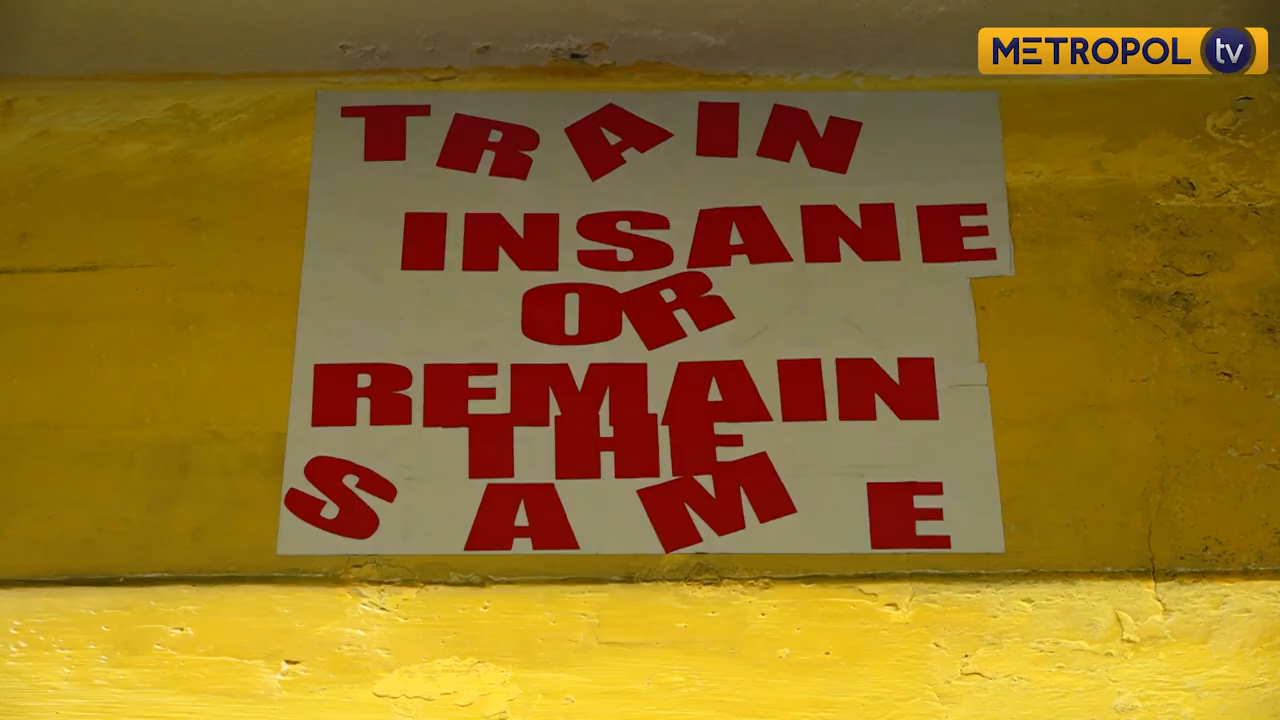 METROPOL tv
TRAIN
INSANE
OR
REMAIN
THE
SAME